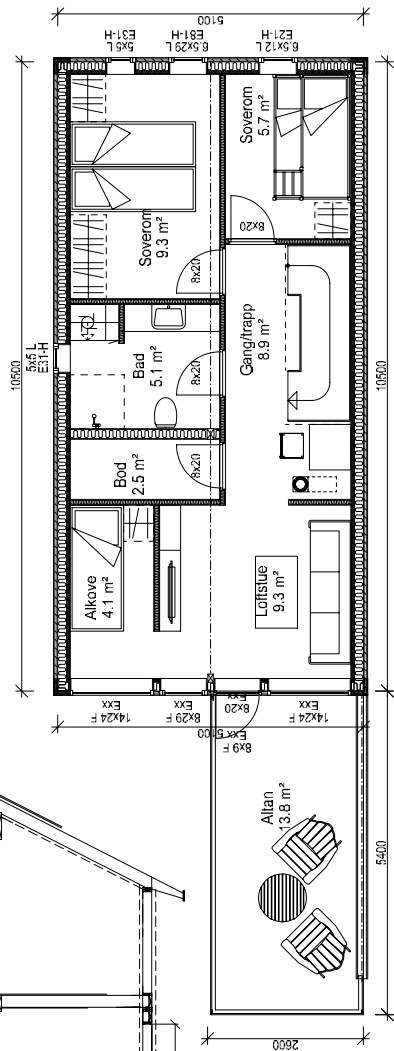 5100
E31-H
5x5 L
E81-H
6.5x29 L
E21-H
6.5x12 L
Soverom
5.7 m²
Soverom
9.3 m²
8x20
8x20
10500
10500
5x5 L
E31-H
Bad
5.1 m²
8x20
Gang/trapp
8.9 m²
Bod
2.5 m²
8x20
Alkove
4.1 m²
Loftstue
9.3 m²
Exx
14x24 F
Exx
8x29 F
Exx
8x20
Exx
14x24 F
5100
Exx
8x9 F
Altan
13.8 m²
5400
2600